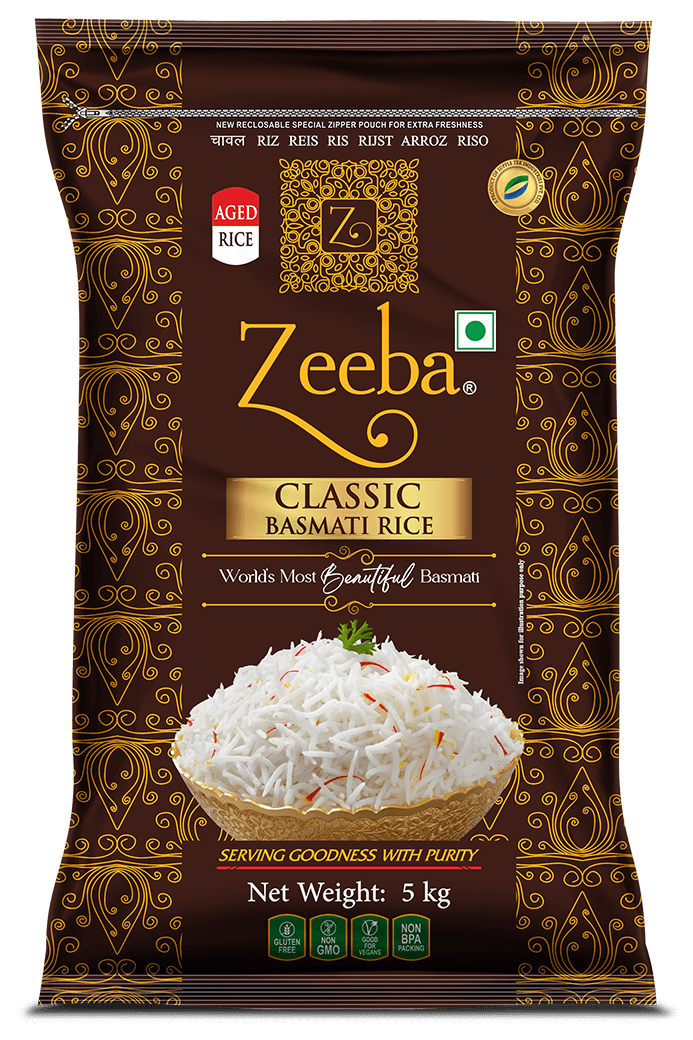 NEW RECLOSABLE SPECIAL ZIPPER POUCH FOR EXTRA FRESHNESS
चावल RIZ REIS RIS RIJST ARROZ RISO
AGED
RICE
Z
Zeeba®
CLASSIC
BASMATI RICE
World's Most Beautiful Basmati
Image shown for illustration purpose only
SERVING GOODNESS WITH PURITY
Net Weight: 5 kg
GLUTEN
FREE
NON
GMO
GOOD
FOR
VEGANS
NON
BPA
PACKING